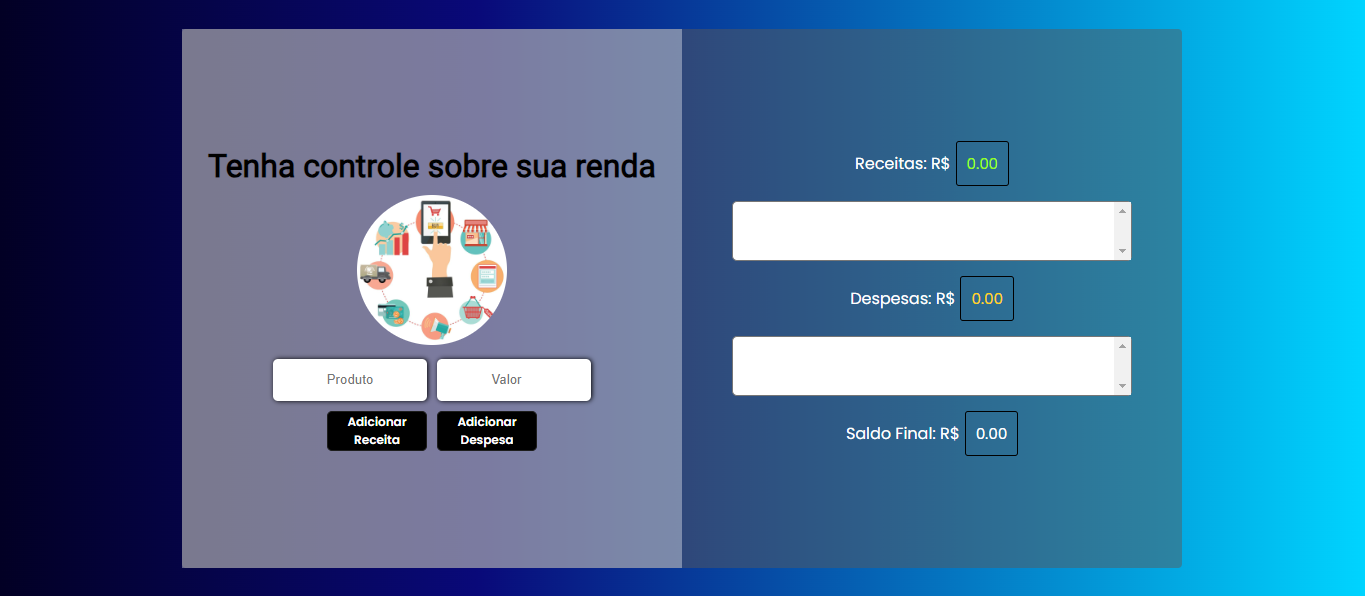 Tenha controle sobre sua renda
Produto
Valor
Adicionar
Receita
Adicionar
Despesa
Receitas: R$ 0.00
Despesas: R$ 0.00
Saldo Final: R$ 0.00